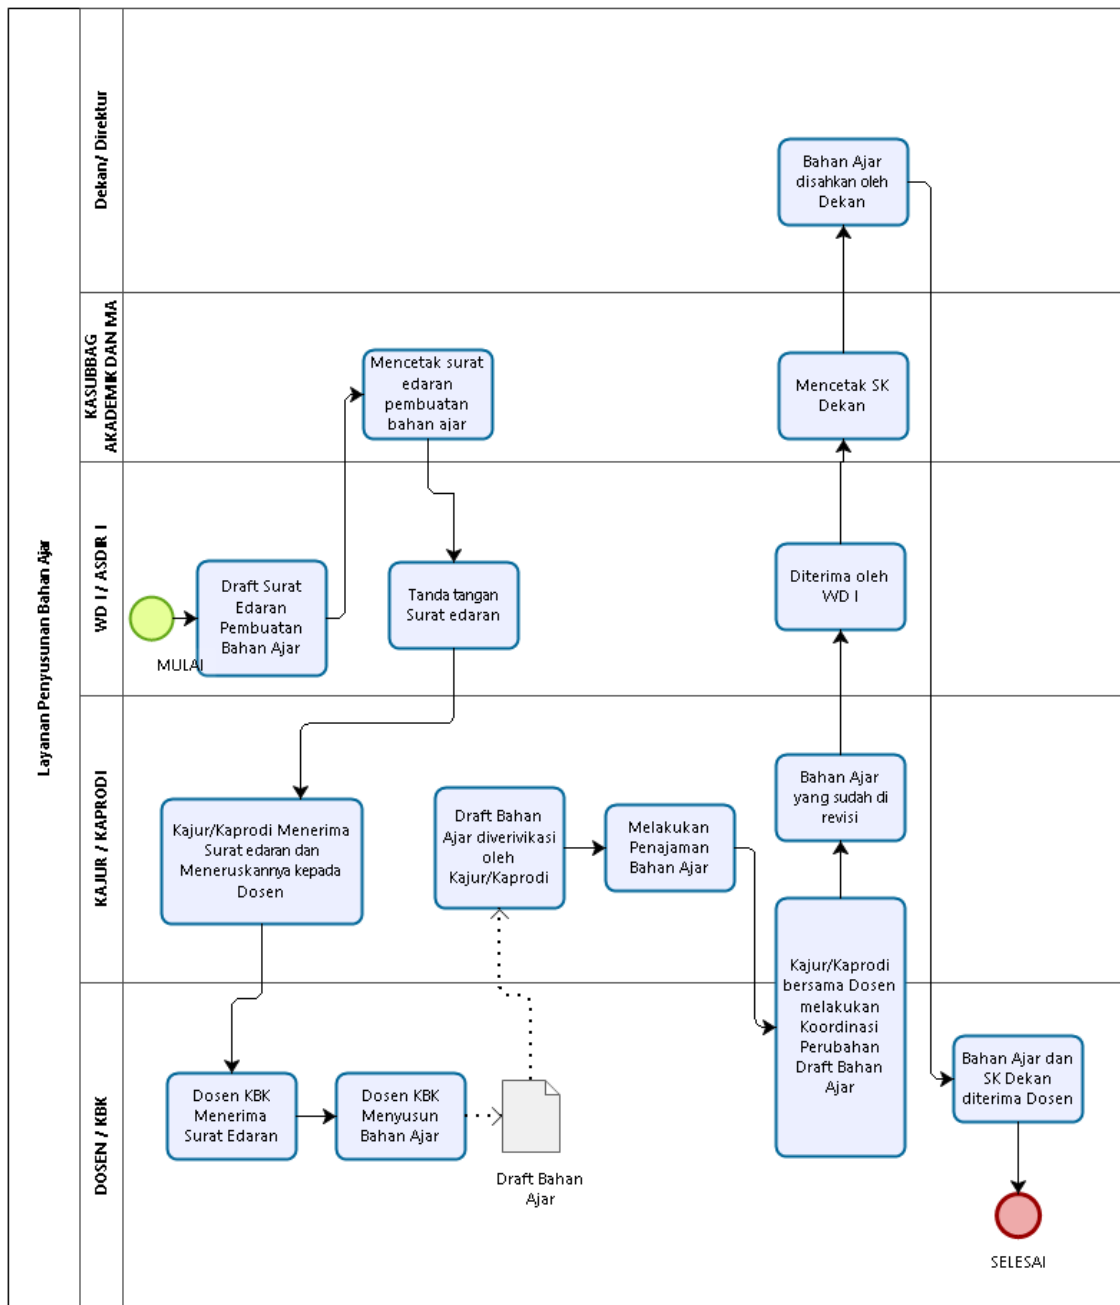 Layanan Penyusunan Bahan Ajar
Dekan/ Direktur
Bahan Ajar
disahkan oleh
Dekan
KASUBBAG
AKADEMIK DAN MA
Mencetak surat
edaran
pembuatan
bahan ajar
Mencetak SK
Dekan
WD I / ASDIR I
MULAI
Draft Surat
Edaran
Pembuatan
Bahan Ajar
Tanda tangan
Surat edaran
Diterima oleh
WD I
KAJUR / KAPRODI
Kajur/Kaprodi Menerima
Surat edaran dan
Meneruskannya kepada
Dosen
Draft Bahan
Ajar diverivikasi
oleh
Kajur/Kaprodi
Melakukan
Penajaman
Bahan Ajar
Bahan Ajar
yang sudah di
revisi
Kajur/Kaprodi
bersama Dosen
melakukan
Koordinasi
Perubahan
Draft Bahan
Ajar
DOSEN / KBK
Dosen KBK
Menerima
Surat Edaran
Dosen KBK
Menyusun
Bahan Ajar
Draft Bahan
Ajar
Bahan Ajar dan
SK Dekan
diterima Dosen
SELESAI